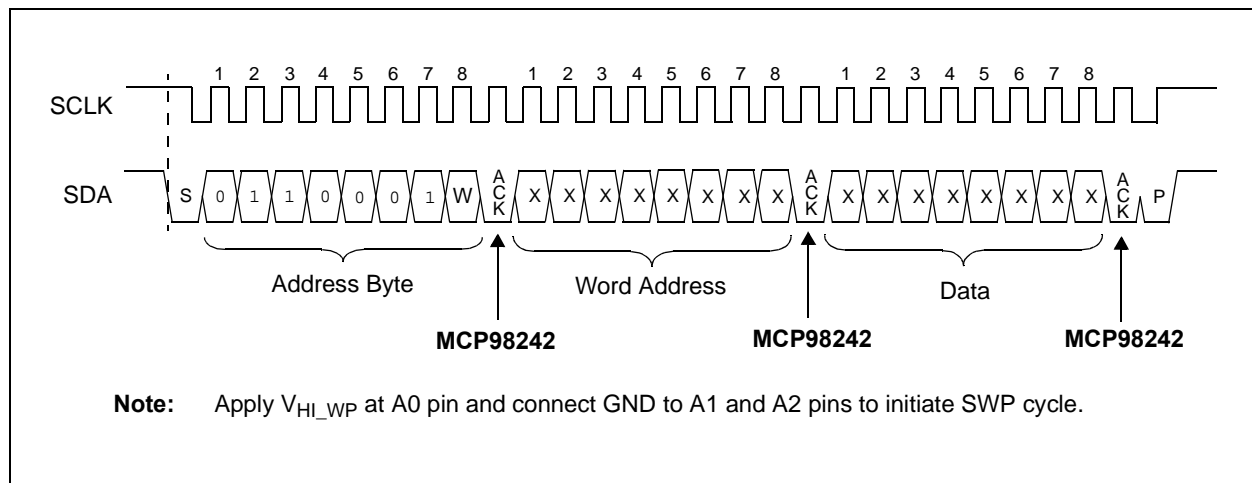 1 2 3 4 5 6 7 8 1 2 3 4 5 6 7 8 1 2 3 4 5 6 7 8
SCLK
SDA S 0 1 1 0 0 0 1 W ACK X X X X X X X X ACK X X X X X X X X ACK P
Address Byte Word Address Data
MCP98242 MCP98242 MCP98242
Note: Apply VHI_WP at A0 pin and connect GND to A1 and A2 pins to initiate SWP cycle.